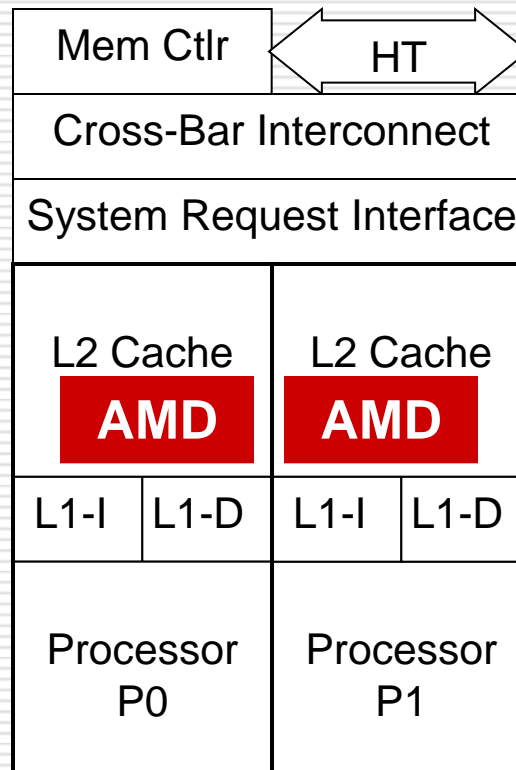 Mem Ctlr
HT
Cross-Bar Interconnect
System Request Interface
L2 Cache
L2 Cache
AMD
AMD
L1-I
L1-D
L1-I
L1-D
Processor
P0
Processor
P1